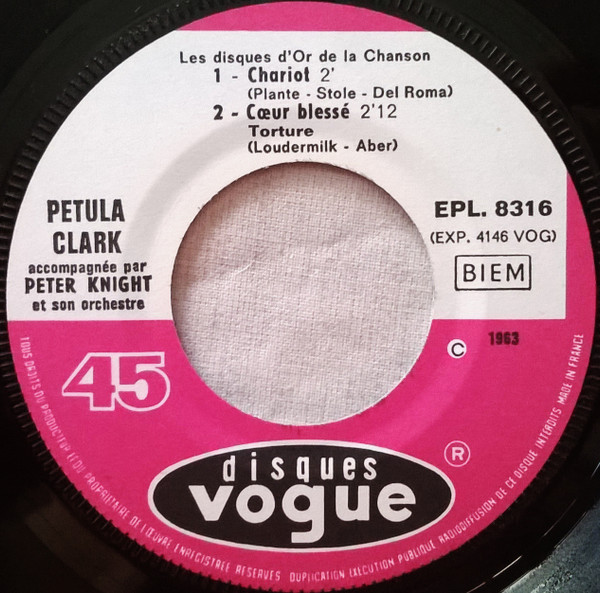 Les disques d'Or de la Chanson
1 - Chariot 2'
(Plante - Stole - Del Roma)
2 - Cœur blessé 2'12
Torture
(Loudermilk - Aber)
PETULA
CLARK
accompagnée par
PETER KNIGHT
et son orchestre
EPL. 8316
(EXP. 4146 VOG)
BIEM
© 1963
45
disques
vogue
®
TOUS DROITS DU PRODUCTEUR ET DU PROPRIETAIRE DE L'ŒUVRE ENREGISTREE RESERVES DUPLICATION EXECUTION PUBLIQUE, RADIODIFFUSION DE CE DISQUE INTERDITS MADE IN FRANCE